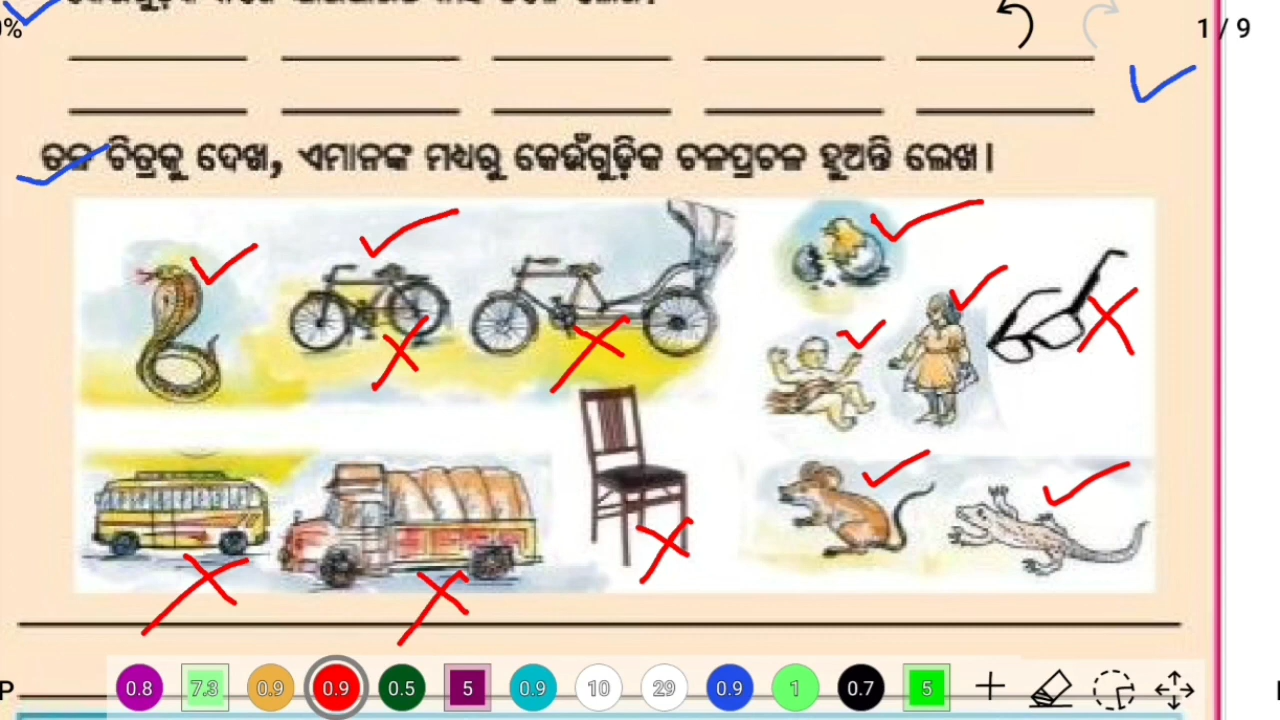 1 / 9
ତଳ ଚିତ୍ରକୁ ଦେଖ, ଏମାନଙ୍କ ମଧ୍ୟରୁ କେଉଁଗୁଡ଼ିକ ଚଳପ୍ରଚଳ ହୁଅନ୍ତି ଲେଖ।
0.8 7.3 0.9 0.9 0.5 5 0.9 10 29 0.9 1 0.7 5